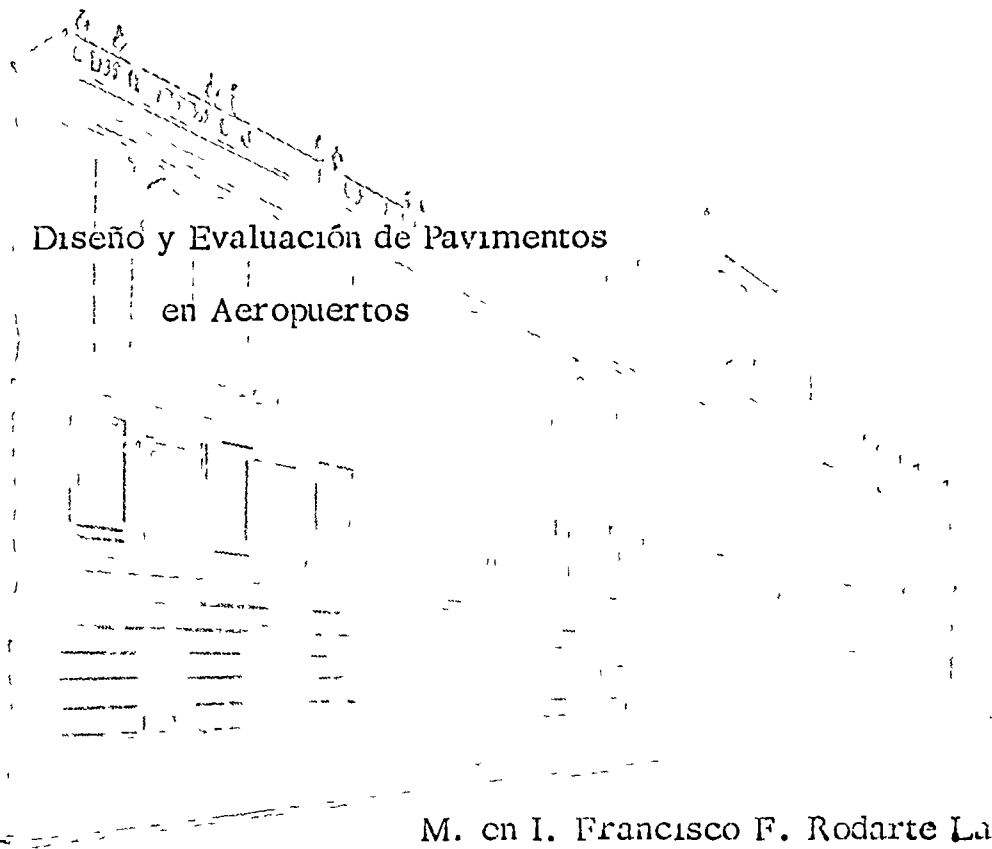 Diseño y Evaluación de Pavimentos
en Aeropuertos
M. en I. Francisco F. Rodarte